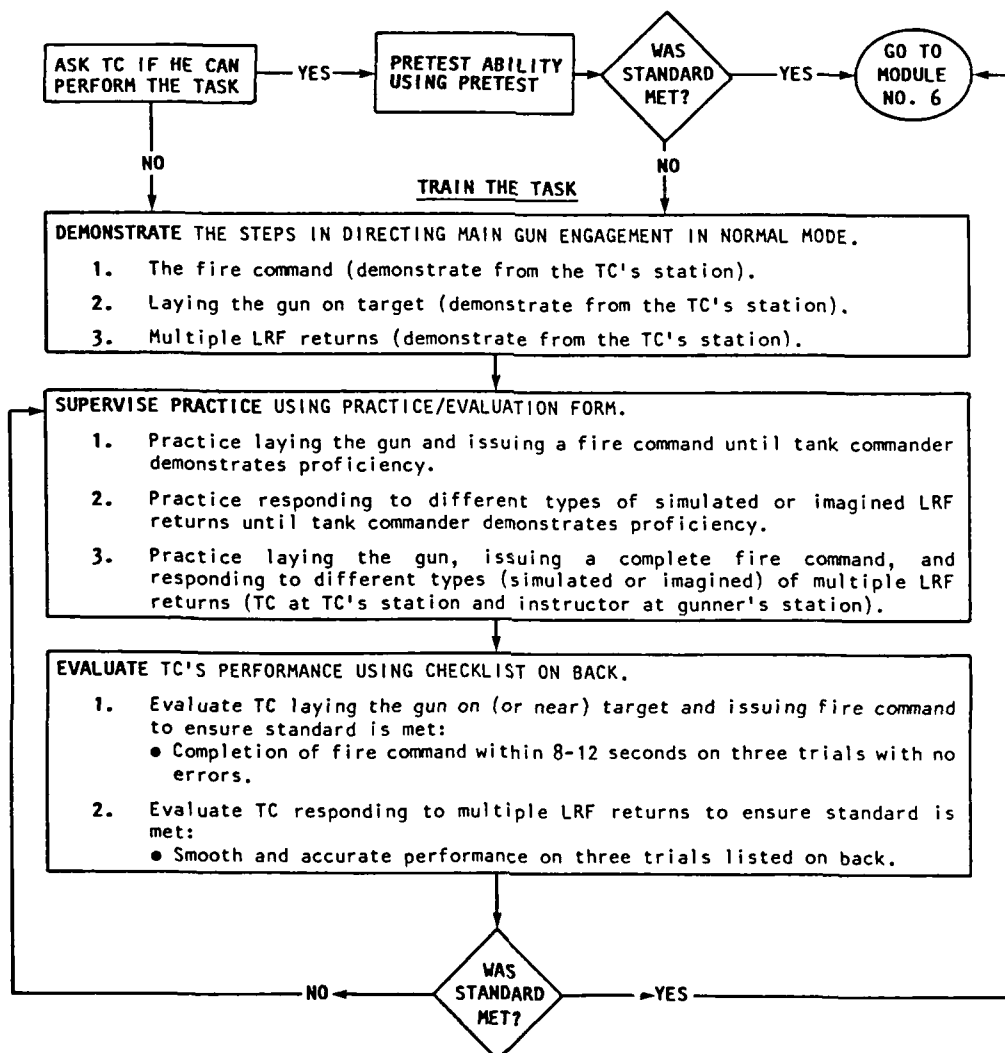 ASK TC IF HE CAN
PERFORM THE TASK
YES
PRETEST ABILITY
USING PRETEST
WAS
STANDARD
MET?
YES
GO TO
MODULE
NO. 6
NO
NO
TRAIN THE TASK
DEMONSTRATE THE STEPS IN DIRECTING MAIN GUN ENGAGEMENT IN NORMAL MODE.
1. The fire command (demonstrate from the TC's station).
2. Laying the gun on target (demonstrate from the TC's station).
3. Multiple LRF returns (demonstrate from the TC's station).
SUPERVISE PRACTICE USING PRACTICE/EVALUATION FORM.
1. Practice laying the gun and issuing a fire command until tank commander
demonstrates proficiency.
2. Practice responding to different types of simulated or imagined LRF
returns until tank commander demonstrates proficiency.
3. Practice laying the gun, issuing a complete fire command, and
responding to different types (simulated or imagined) of multiple LRF
returns (TC at TC's station and instructor at gunner's station).
EVALUATE TC'S PERFORMANCE USING CHECKLIST ON BACK.
1. Evaluate TC laying the gun on (or near) target and issuing fire command
to ensure standard is met:
● Completion of fire command within 8-12 seconds on three trials with no
errors.
2. Evaluate TC responding to multiple LRF returns to ensure standard is
met:
● Smooth and accurate performance on three trials listed on back.
NO
WAS
STANDARD
MET?
YES